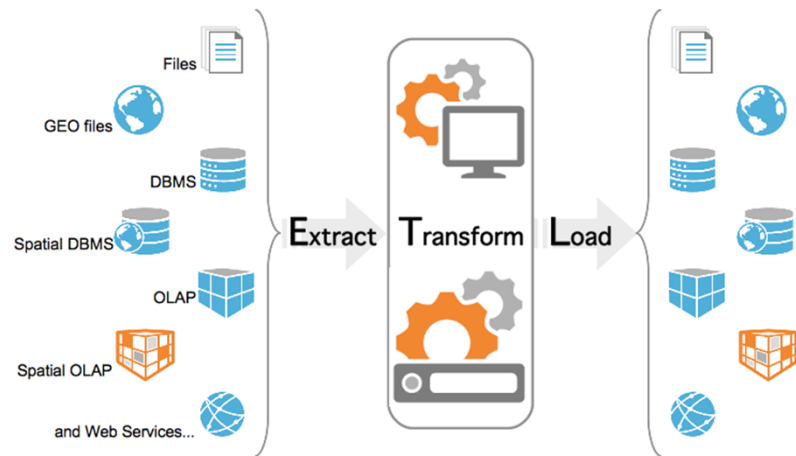 Files
GEO files
DBMS
Spatial DBMS
OLAP
Spatial OLAP
and Web Services...
Extract
Transform
Load